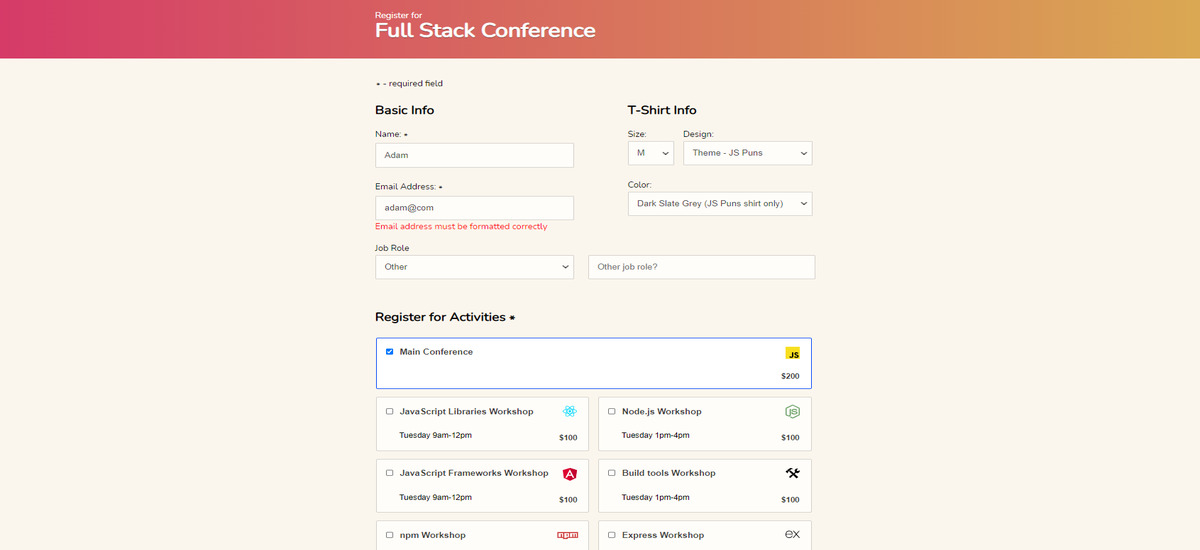 Register for
Full Stack Conference
* - required field
Basic Info
Name: *
Adam
Email Address: *
adam@com
Email address must be formatted correctly
Job Role
Other
Other job role?
T-Shirt Info
Size:
M
Design:
Theme - JS Puns
Color:
Dark Slate Grey (JS Puns shirt only)
Register for Activities *
Main Conference
JS
$200
JavaScript Libraries Workshop
Tuesday 9am-12pm
$100
Node.js Workshop
JS
Tuesday 1pm-4pm
$100
JavaScript Frameworks Workshop
A
Tuesday 9am-12pm
$100
Build tools Workshop
Tuesday 1pm-4pm
$100
npm Workshop
npm
Express Workshop
ex